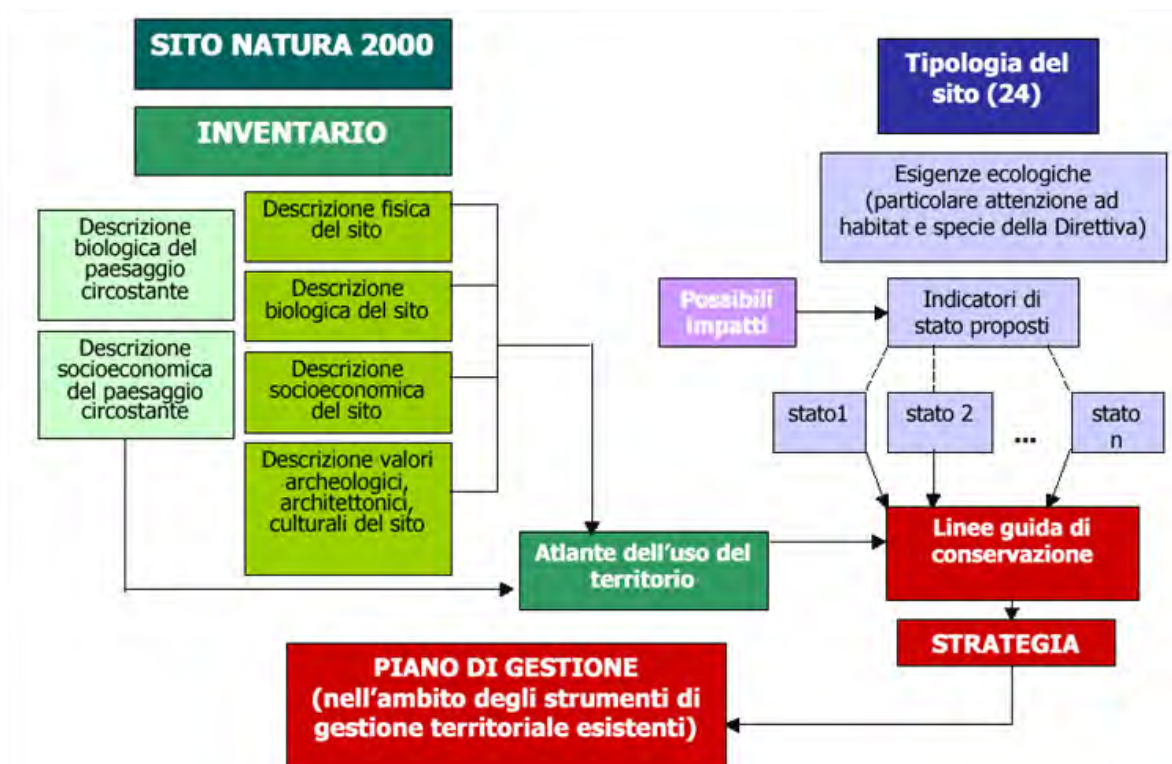 SITO NATURA 2000
INVENTARIO
Descrizione
biologica del
paesaggio
circostante
Descrizione
socioeconomica
del paesaggio
circostante
Descrizione fisica
del sito
Descrizione
biologica del sito
Descrizione
socioeconomica
del sito
Descrizione valori
archeologici,
architettonici,
culturali del sito
Tipologia del
sito (24)
Esigenze ecologiche
(particolare attenzione ad
habitat e specie della Direttiva)
Possibili
impatti
Indicatori di
stato proposti
stato1
stato 2
...
stato
n
Atlante dell'uso del
territorio
Linee guida di
conservazione
STRATEGIA
PIANO DI GESTIONE
(nell'ambito degli strumenti di
gestione territoriale esistenti)